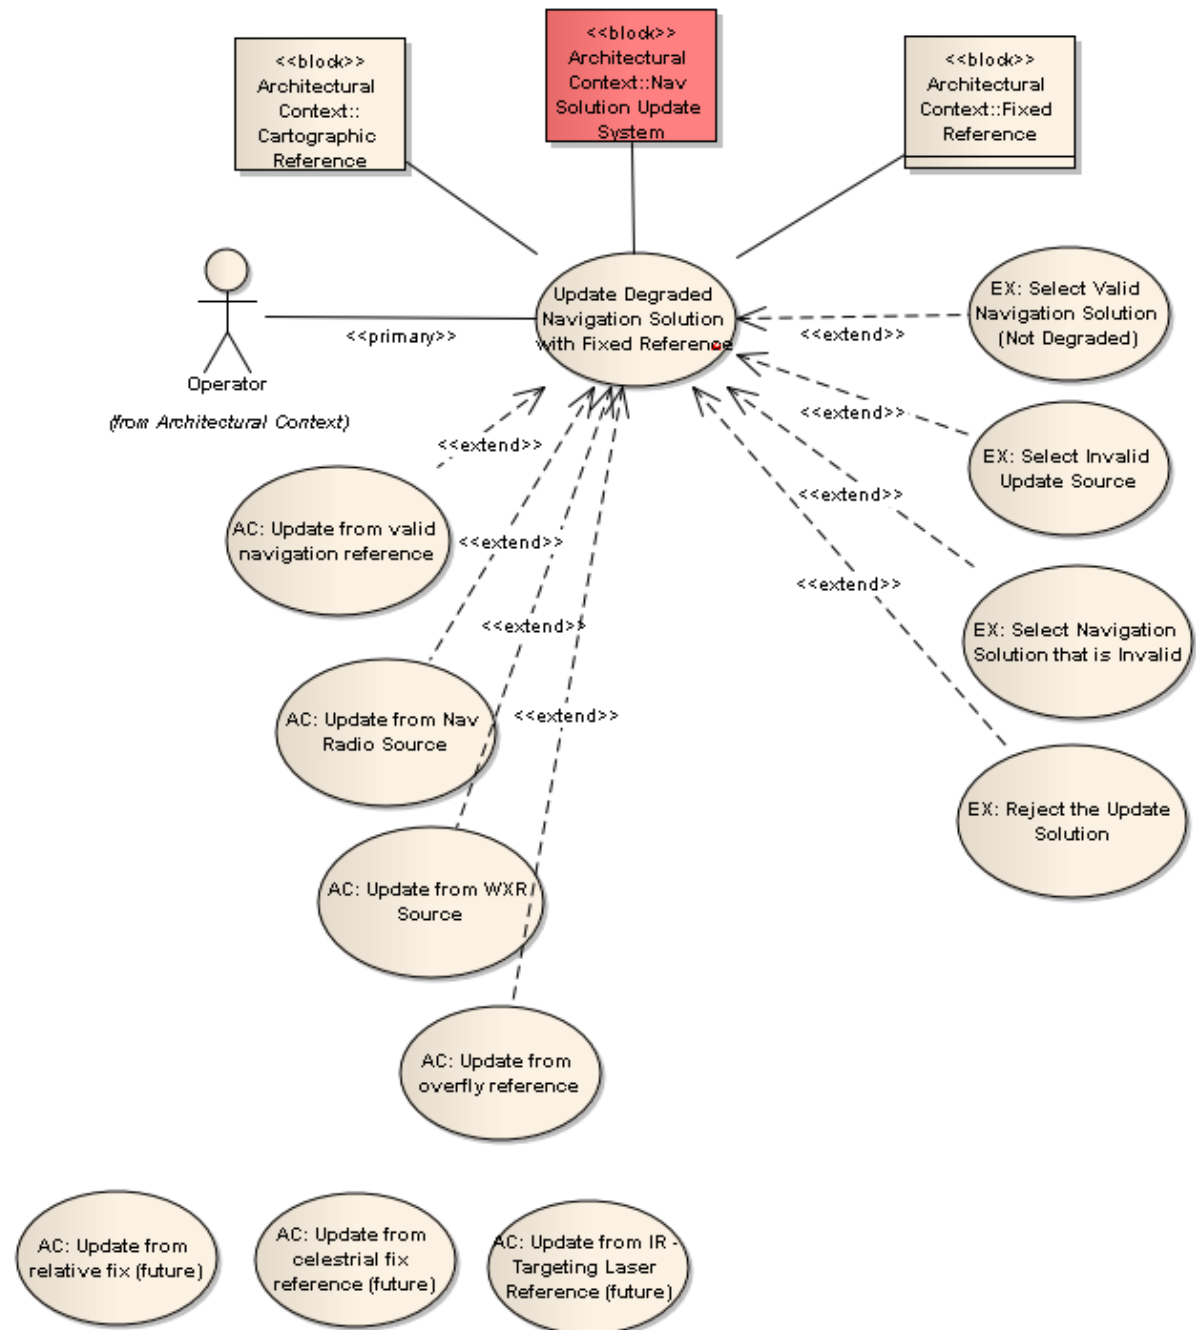 <<block>>
Architectural
Context::
Cartographic
Reference
<<block>>
Architectural
Context::Nav
Solution Update
System
<<block>>
Architectural
Context::Fixed
Reference
Update Degraded
Navigation Solution
with Fixed Reference
<<primary>>
Operator
(from Architectural Context)
<<extend>>
EX: Select Valid
Navigation Solution
(Not Degraded)
<<extend>>
EX: Select Invalid
Update Source
<<extend>>
EX: Select Navigation
Solution that is Invalid
<<extend>>
EX: Reject the Update
Solution
<<extend>>
AC: Update from valid
navigation reference
<<extend>>
AC: Update from Nav
Radio Source
<<extend>>
AC: Update from WXR
Source
<<extend>>
AC: Update from
overfly reference
AC: Update from
relative fix (future)
AC: Update from
celestrial fix
reference (future)
AC: Update from IR -
Targeting Laser
Reference (future)